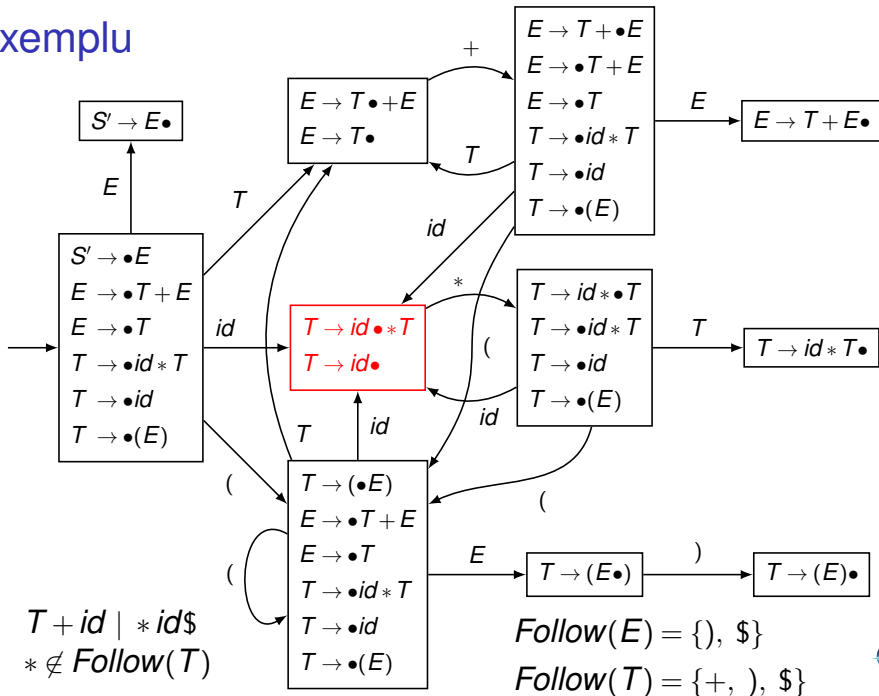 xemplu
S′ → E•
E
S′ → •E
E → •T + E
E → •T
T → •id ∗ T
T → •id
T → •(E)
T
id
(
E → T • +E
E → T•
+
T
E → T + •E
E → •T + E
E → •T
T → •id ∗ T
T → •id
T → •(E)
E
E → T + E•
id
(
T → id • ∗T
T → id•
∗
id
T → id ∗ •T
T → •id ∗ T
T → •id
T → •(E)
T
T → id ∗ T•
(
T
id
T → (•E)
E → •T + E
E → •T
T → •id ∗ T
T → •id
T → •(E)
(
E
T → (E•)
)
T → (E)•
T + id | ∗ id$
∗ ∉ Follow(T)
Follow(E) = {), $}
Follow(T) = {+, ), $}